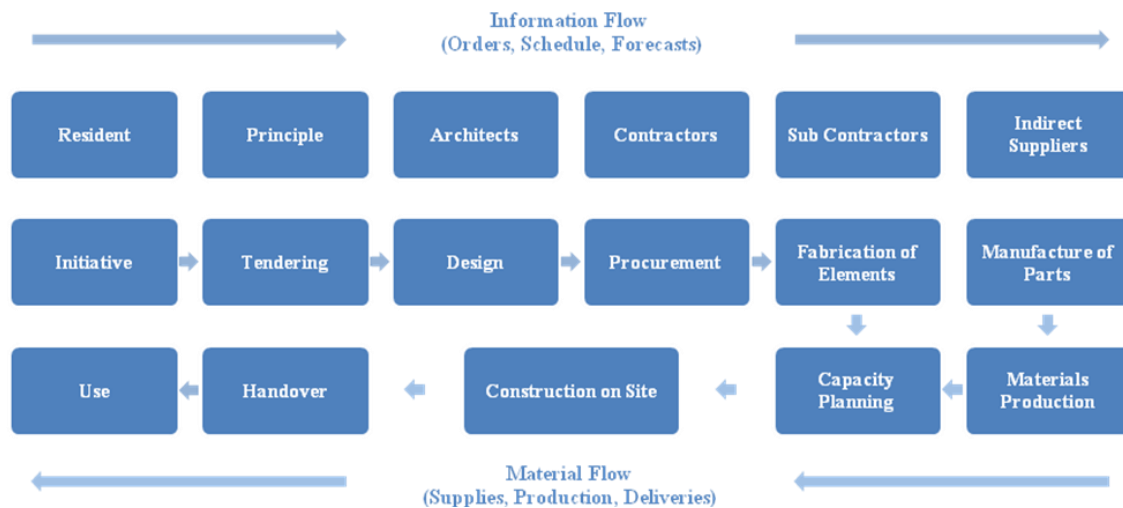 Information Flow
(Orders, Schedule, Forecasts)
Resident
Principle
Architects
Contractors
Sub Contractors
Indirect
Suppliers
Initiative
Tendering
Design
Procurement
Fabrication of
Elements
Manufacture of
Parts
Use
Handover
Construction on Site
Capacity
Planning
Materials
Production
Material Flow
(Supplies, Production, Deliveries)